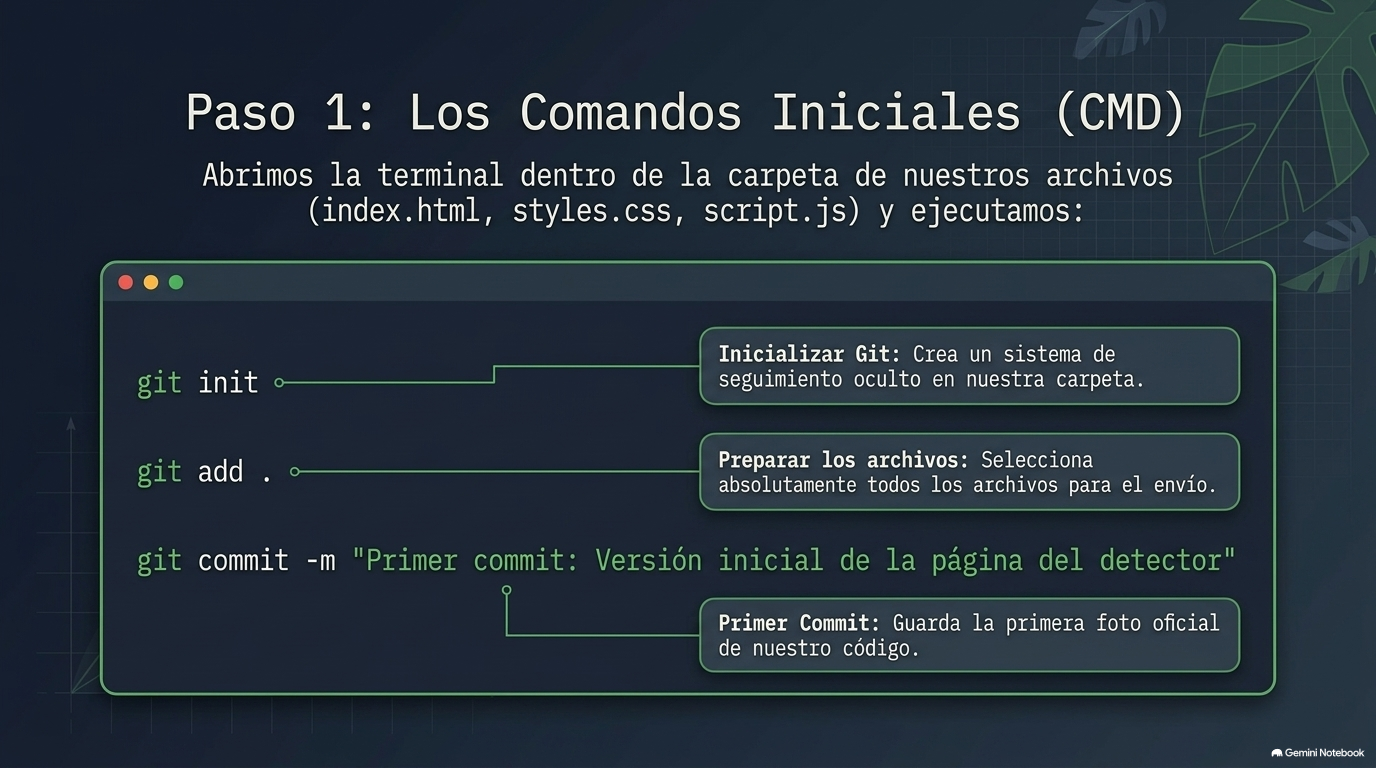 Paso 1: Los Comandos Iniciales (CMD)
Abrimos la terminal dentro de la carpeta de nuestros archivos
(index.html, styles.css, script.js) y ejecutamos:
git init
Inicializar Git: Crea un sistema de
seguimiento oculto en nuestra carpeta.
git add .
Preparar los archivos: Selecciona
absolutamente todos los archivos para el envío.
git commit -m "Primer commit: Versión inicial de la página del detector"
Primer Commit: Guarda la primera foto oficial
de nuestro código.
Gemini Notebook